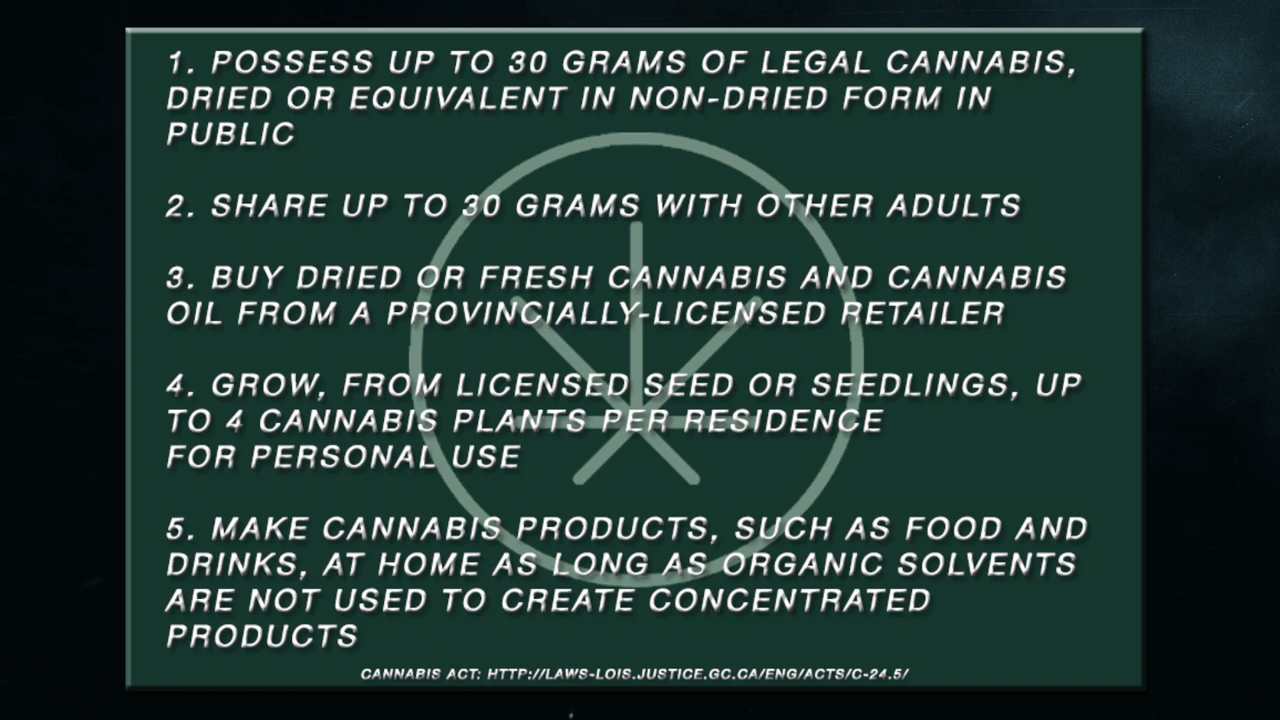 1. POSSESS UP TO 30 GRAMS OF LEGAL CANNABIS,
DRIED OR EQUIVALENT IN NON-DRIED FORM IN
PUBLIC
2. SHARE UP TO 30 GRAMS WITH OTHER ADULTS
3. BUY DRIED OR FRESH CANNABIS AND CANNABIS
OIL FROM A PROVINCIALLY-LICENSED RETAILER
4. GROW, FROM LICENSED SEED OR SEEDLINGS, UP
TO 4 CANNABIS PLANTS PER RESIDENCE
FOR PERSONAL USE
5. MAKE CANNABIS PRODUCTS, SUCH AS FOOD AND
DRINKS, AT HOME AS LONG AS ORGANIC SOLVENTS
ARE NOT USED TO CREATE CONCENTRATED
PRODUCTS
CANNABIS ACT: HTTP://LAWS-LOIS.JUSTICE.GC.CA/ENG/ACTS/C-24.5/